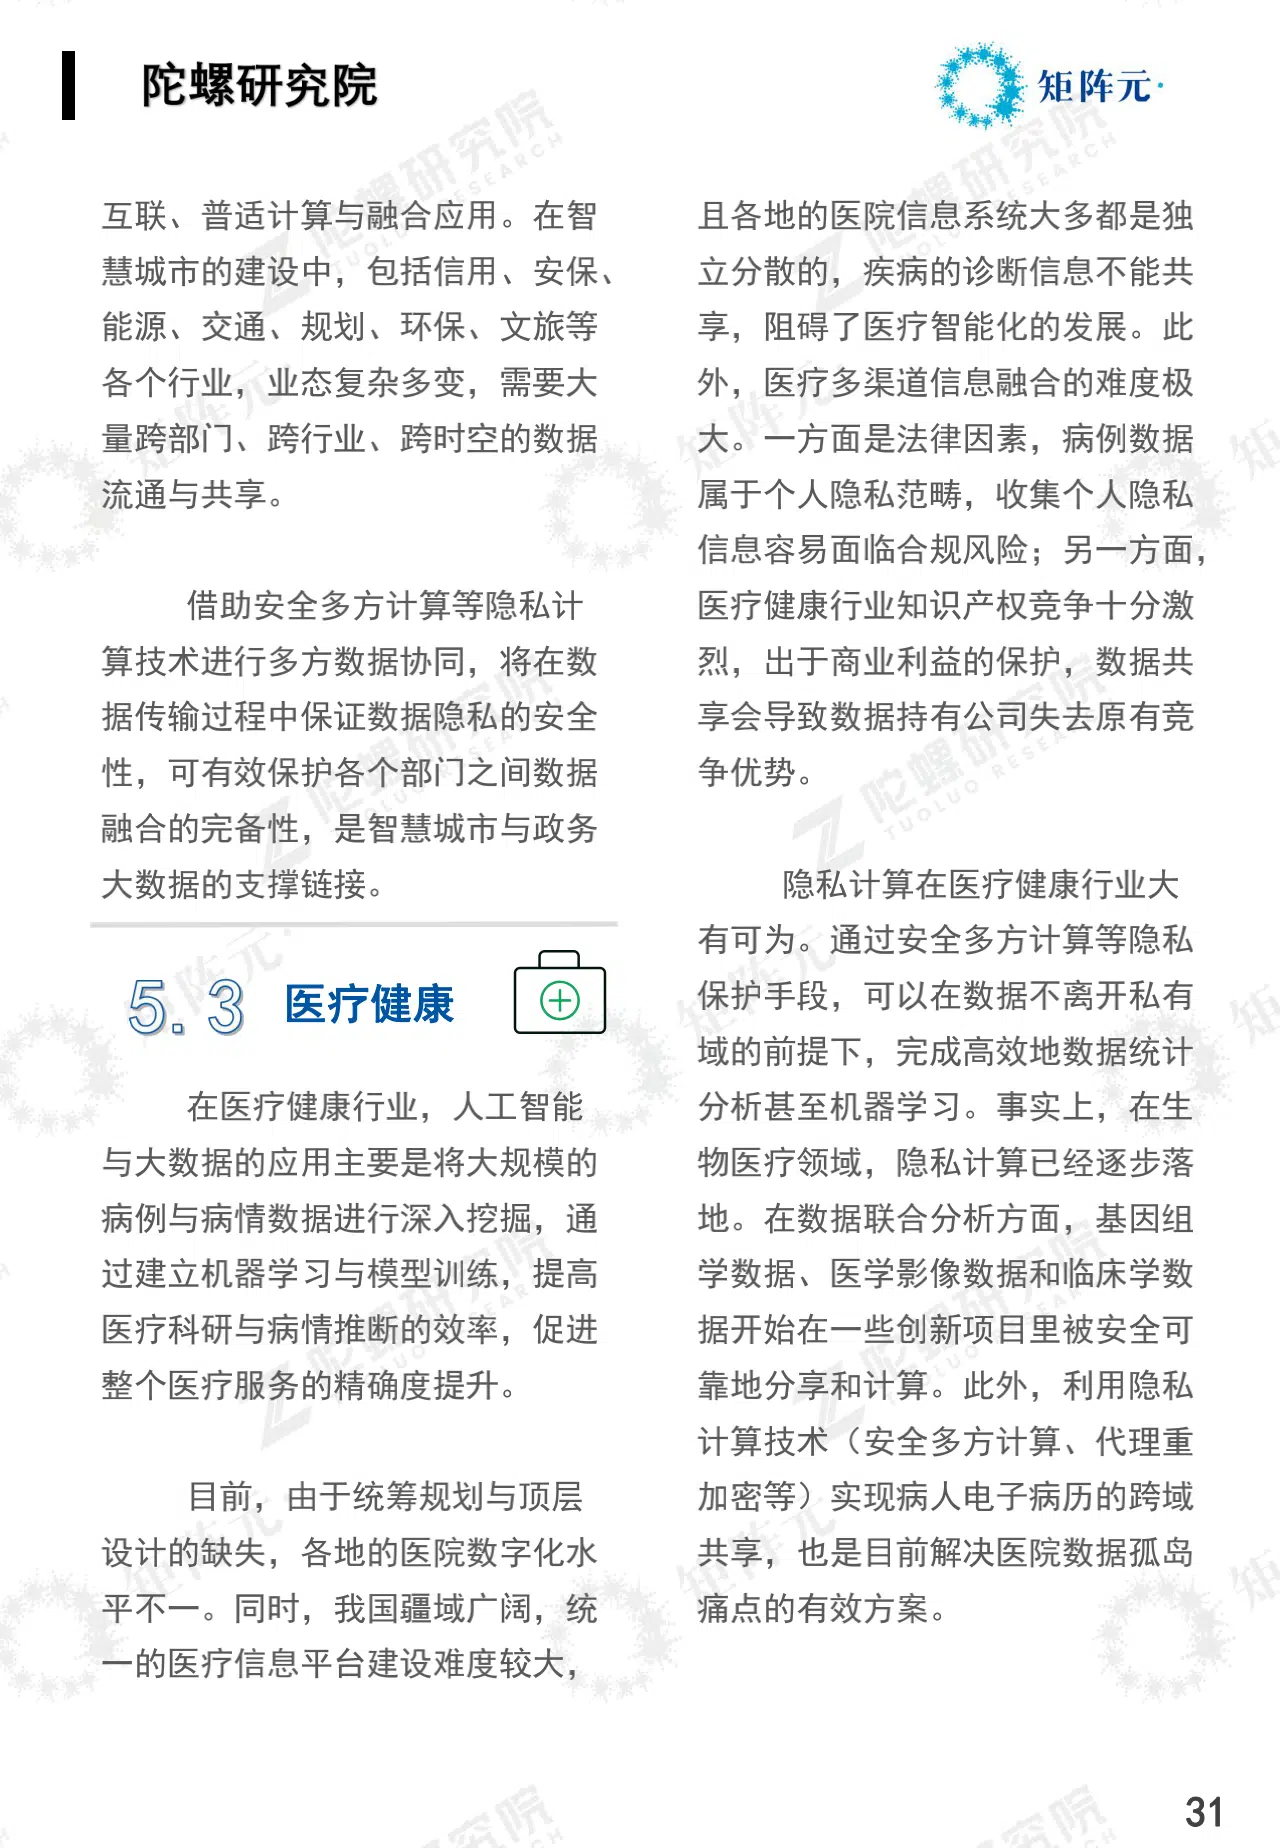 陀螺研究院
矩阵元
互联、普适计算与融合应用。在智
慧城市的建设中，包括信用、安保、
能源、交通、规划、环保、文旅等
各个行业，业态复杂多变，需要大
量跨部门、跨行业、跨时空的数据
流通与共享。
借助安全多方计算等隐私计
算技术进行多方数据协同，将在数
据传输过程中保证数据隐私的安全
性，可有效保护各个部门之间数据
融合的完备性，是智慧城市与政务
大数据的支撑链接。
5.3 医疗健康
在医疗健康行业，人工智能
与大数据的应用主要是将大规模的
病例与病情数据进行深入挖掘，通
过建立机器学习与模型训练，提高
医疗科研与病情推断的效率，促进
整个医疗服务的精确度提升。
目前，由于统筹规划与顶层
设计的缺失，各地的医院数字化水
平不一。同时，我国疆域广阔，统
一的医疗信息平台建设难度较大，
且各地的医院信息系统大多都是独
立分散的，疾病的诊断信息不能共
享，阻碍了医疗智能化的发展。此
外，医疗多渠道信息融合的难度极
大。一方面是法律因素，病例数据
属于个人隐私范畴，收集个人隐私
信息容易面临合规风险；另一方面，
医疗健康行业知识产权竞争十分激
烈，出于商业利益的保护，数据共
享会导致数据持有公司失去原有竞
争优势。
隐私计算在医疗健康行业大
有可为。通过安全多方计算等隐私
保护手段，可以在数据不离开私有
域的前提下，完成高效地数据统计
分析甚至机器学习。事实上，在生
物医疗领域，隐私计算已经逐步落
地。在数据联合分析方面，基因组
学数据、医学影像数据和临床学数
据开始在一些创新项目里被安全可
靠地分享和计算。此外，利用隐私
计算技术（安全多方计算、代理重
加密等）实现病人电子病历的跨域
共享，也是目前解决医院数据孤岛
痛点的有效方案。
31